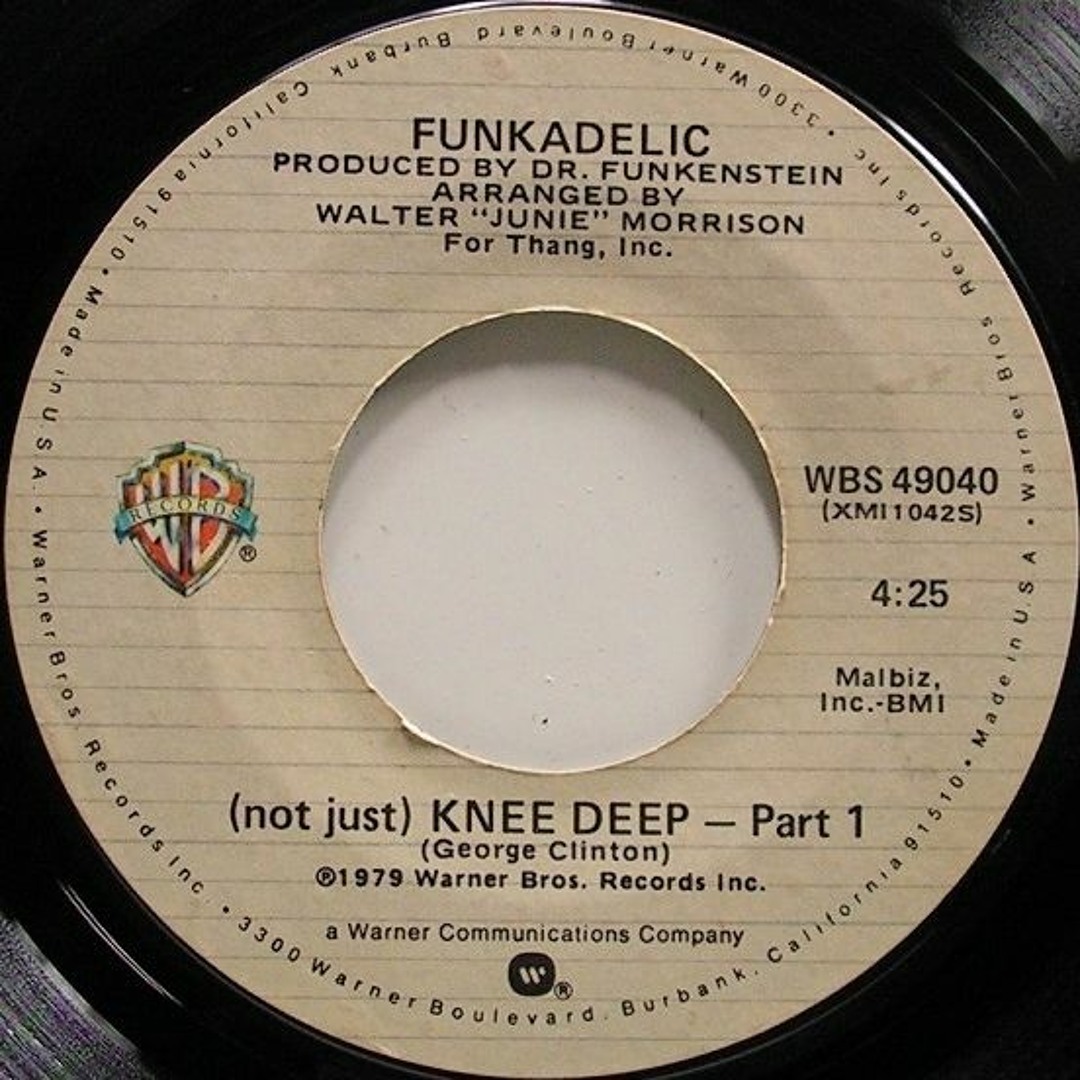 FUNKADELIC
PRODUCED BY DR. FUNKENSTEIN
ARRANGED BY
WALTER “JUNIE” MORRISON
For Thang, Inc.
WB
RECORDS
®
WBS 49040
(XMI1042S)
4:25
Malbiz,
Inc.-BMI
(not just) KNEE DEEP — Part 1
(George Clinton)
℗1979 Warner Bros. Records Inc.
a Warner Communications Company
W ®
Made in U.S.A. • Warner Bros. Records Inc. • 3300 Warner Boulevard. Burbank. California 91510 • Made in U.S.A • Warner Bros Records Inc • 3300 Warner Boulevard Burbank California 91510 •